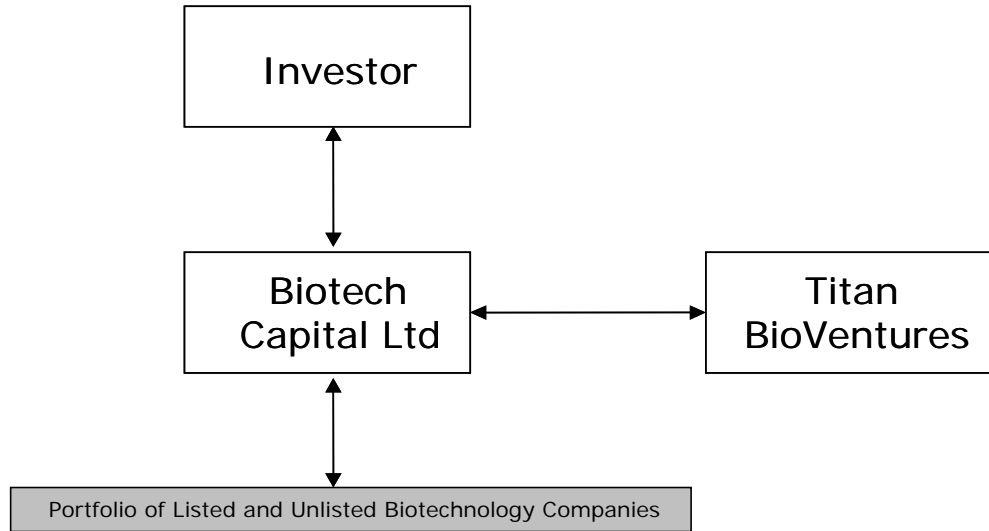 Investor
Biotech
Capital Ltd
Titan
BioVentures
Portfolio of Listed and Unlisted Biotechnology Companies